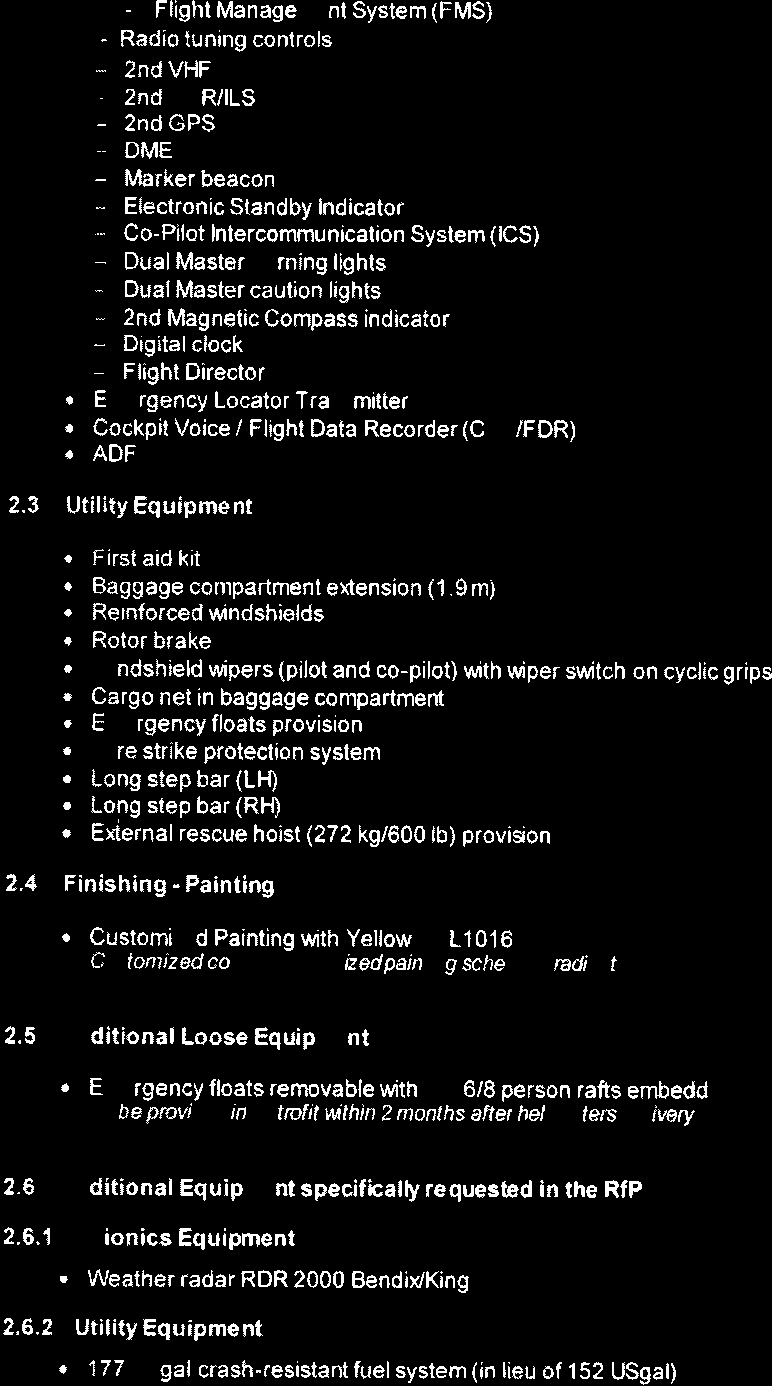 - Flight Manage nt System (FMS)
- Radio tuning controls
- 2nd VHF
- 2nd R/ILS
- 2nd GPS
- DME
- Marker beacon
- Electronic Standby Indicator
- Co-Pilot Intercommunication System (ICS)
- Dual Master rning lights
- Dual Master caution lights
- 2nd Magnetic Compass indicator
- Digital clock
- Flight Director
• E rgency Locator Tra mitter
• Cockpit Voice / Flight Data Recorder (C /FDR)
• ADF
2.3 Utility Equipment
• First aid kit
• Baggage compartment extension (1.9 m)
• Reinforced windshields
• Rotor brake
• ndshield wipers (pilot and co-pilot) with wiper switch on cyclic grips
• Cargo net in baggage compartment
• E rgency floats provision
• re strike protection system
• Long step bar (LH)
• Long step bar (RH)
• External rescue hoist (272 kg/600 lb) provision
2.4 Finishing - Painting
• Customi d Painting with Yellow L1016
C tomized co ized pain g sche radi t
2.5 ditional Loose Equip nt
• E rgency floats removable with 6/8 person rafts embedd
be provi in trofit within 2 months after hel ters ivery
2.6 ditional Equip nt specifically requested in the RfP
2.6.1 ionics Equipment
• Weather radar RDR 2000 Bendix/King
2.6.2 Utility Equipment
• 177 gal crash-resistant fuel system (in lieu of 152 USgal)